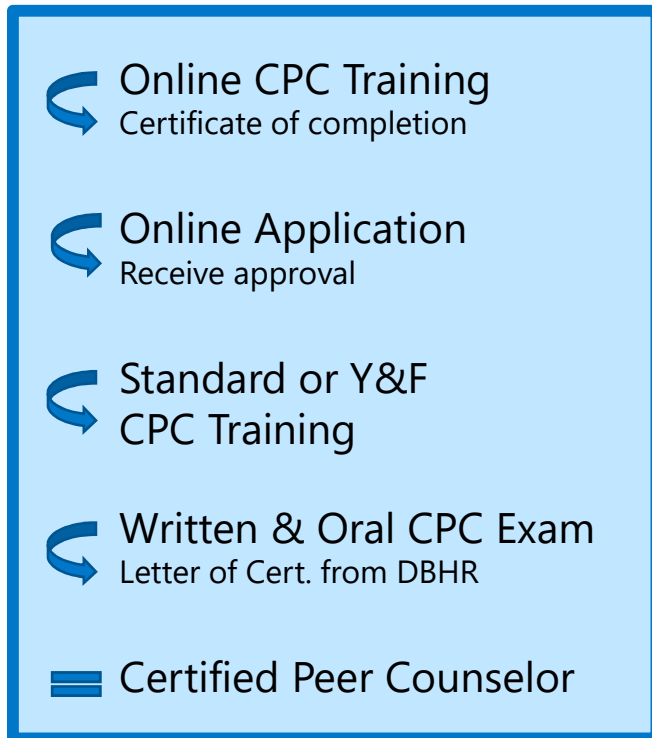 Online CPC Training
Certificate of completion
Online Application
Receive approval
Standard or Y&F
CPC Training
Written & Oral CPC Exam
Letter of Cert. from DBHR
Certified Peer Counselor